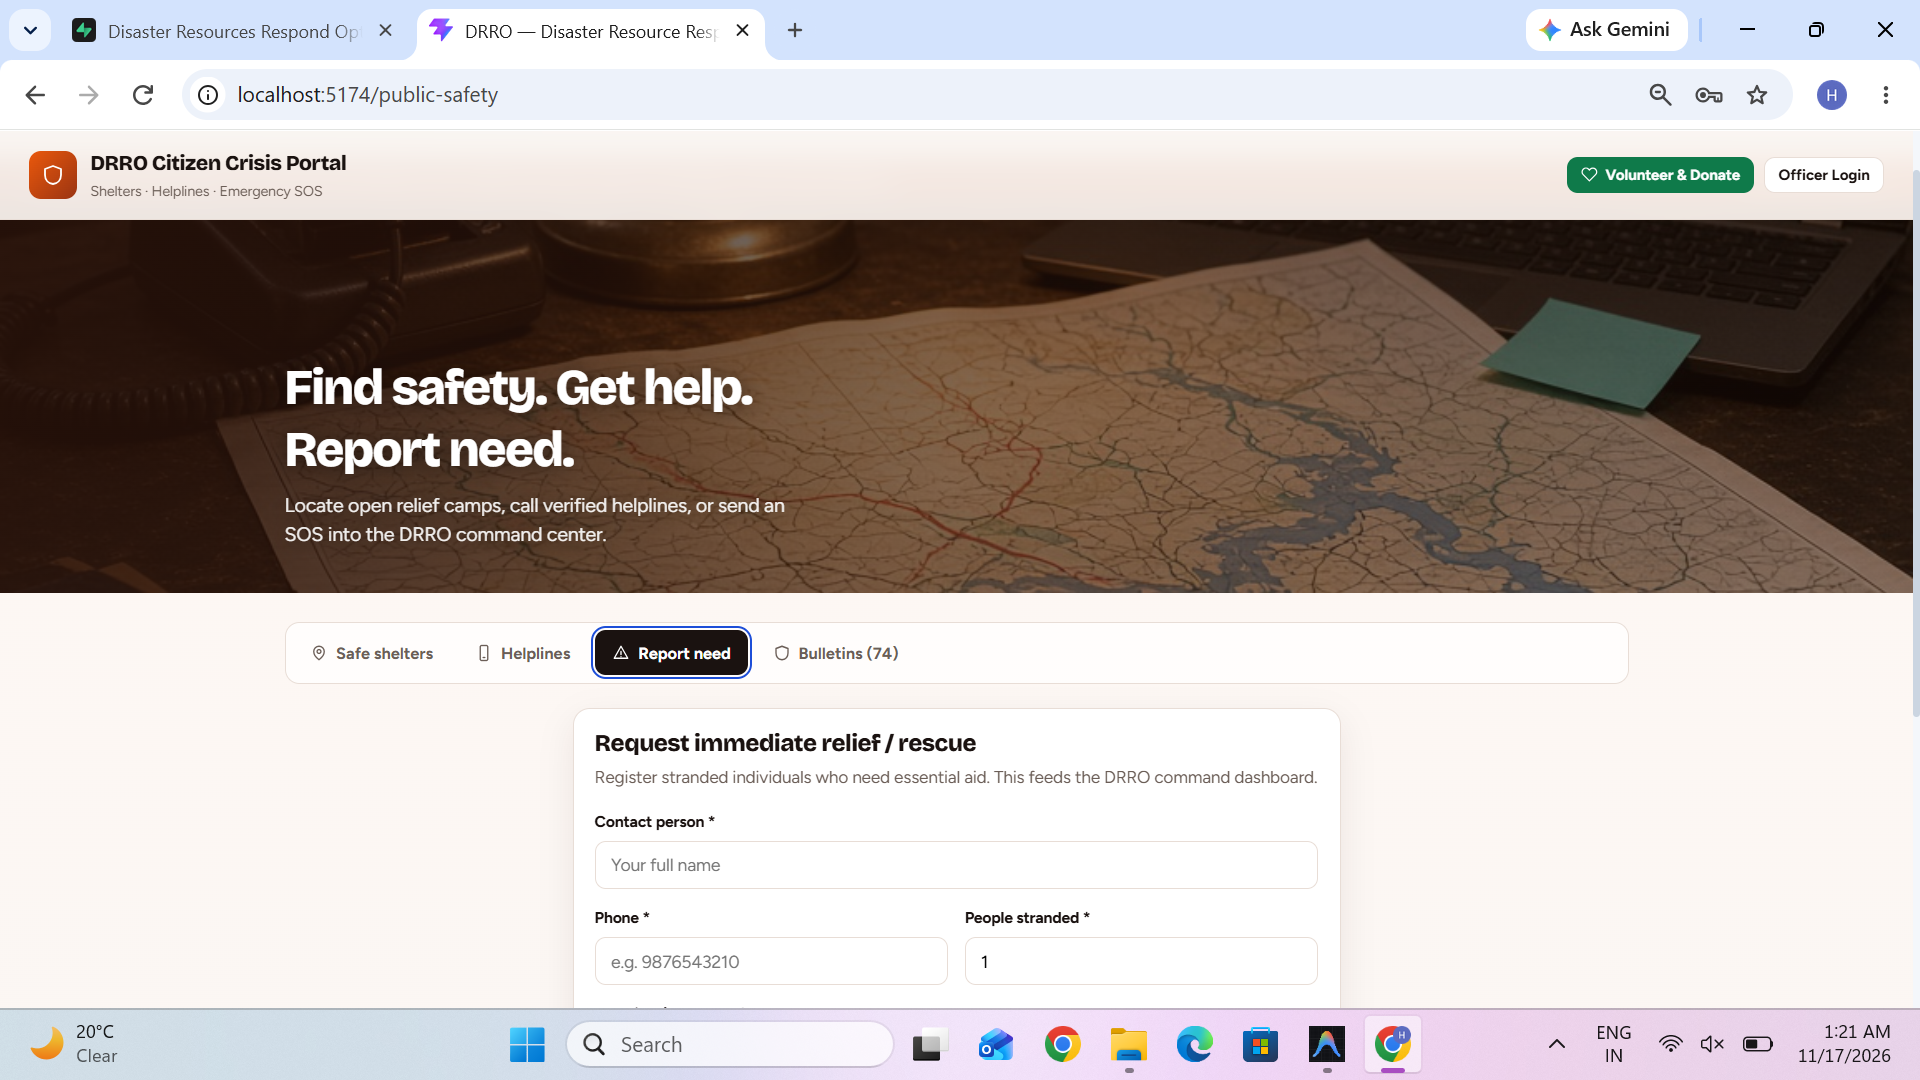 Disaster Resources Respond Op
DRRO — Disaster Resource Resp
Ask Gemini
localhost:5174/public-safety
H
DRRO Citizen Crisis Portal
Shelters · Helplines · Emergency SOS
Volunteer & Donate
Officer Login
Find safety. Get help.
Report need.
Locate open relief camps, call verified helplines, or send an
SOS into the DRRO command center.
Safe shelters
Helplines
Report need
Bulletins (74)
Request immediate relief / rescue
Register stranded individuals who need essential aid. This feeds the DRRO command dashboard.
Contact person *
Your full name
Phone *
People stranded *
e.g. 9876543210
1
20°C
Clear
Search
H
ENG
IN
1:21 AM
11/17/2026